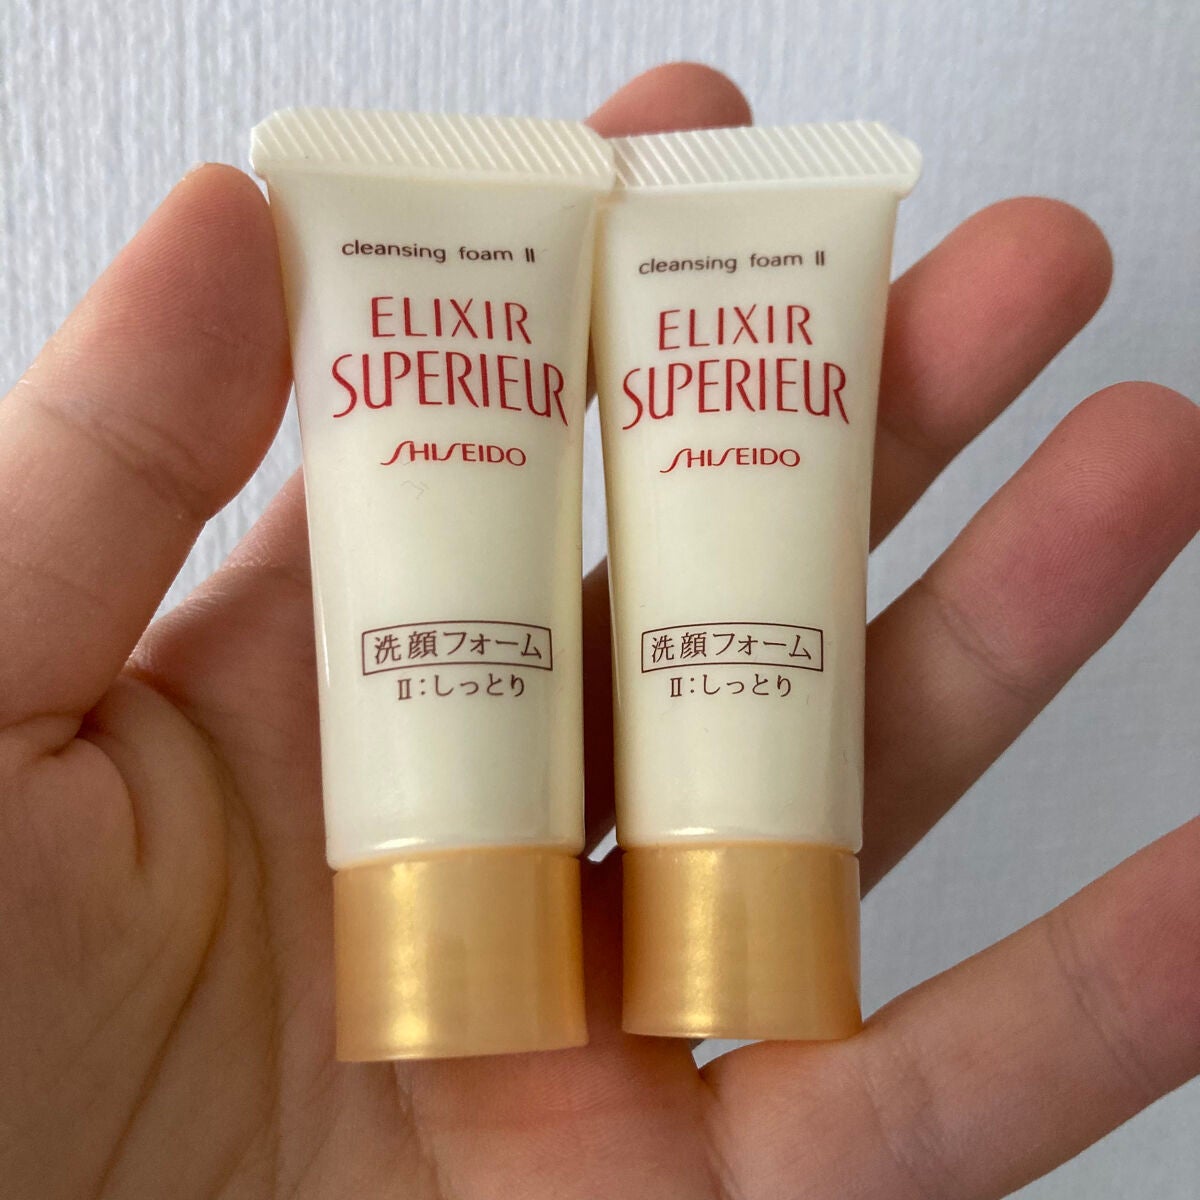 cleansing foam II
ELIXIR
SUPERIEUR
SHISEIDO
洗顔フォーム
II：しっとり
cleansing foam II
ELIXIR
SUPERIEUR
SHISEIDO
洗顔フォーム
II：しっとり